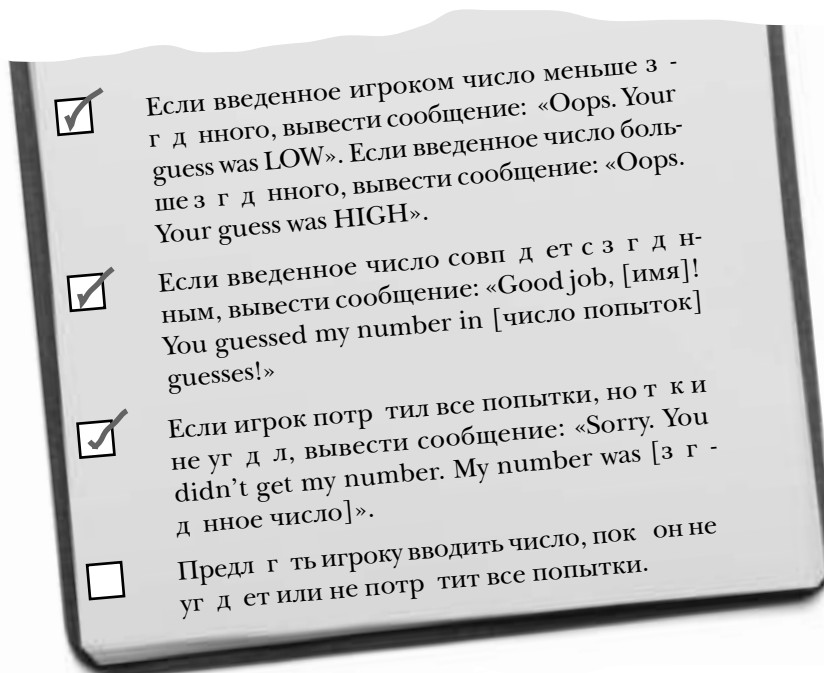 Если введенное игроком число меньше з -
г д нного, вывести сообщение: «Oops. Your
guess was LOW». Если введенное число боль-
ше з г д нного, вывести сообщение: «Oops.
Your guess was HIGH».
Если введенное число совп д ет с з г д н-
ным, вывести сообщение: «Good job, [имя]!
You guessed my number in [число попыток]
guesses!»
Если игрок потр тил все попытки, но т к и
не уг д л, вывести сообщение: «Sorry. You
didn't get my number. My number was [з г -
д нное число]».
Предл г ть игроку вводить число, пок он не
уг д ет или не потр тит все попытки.